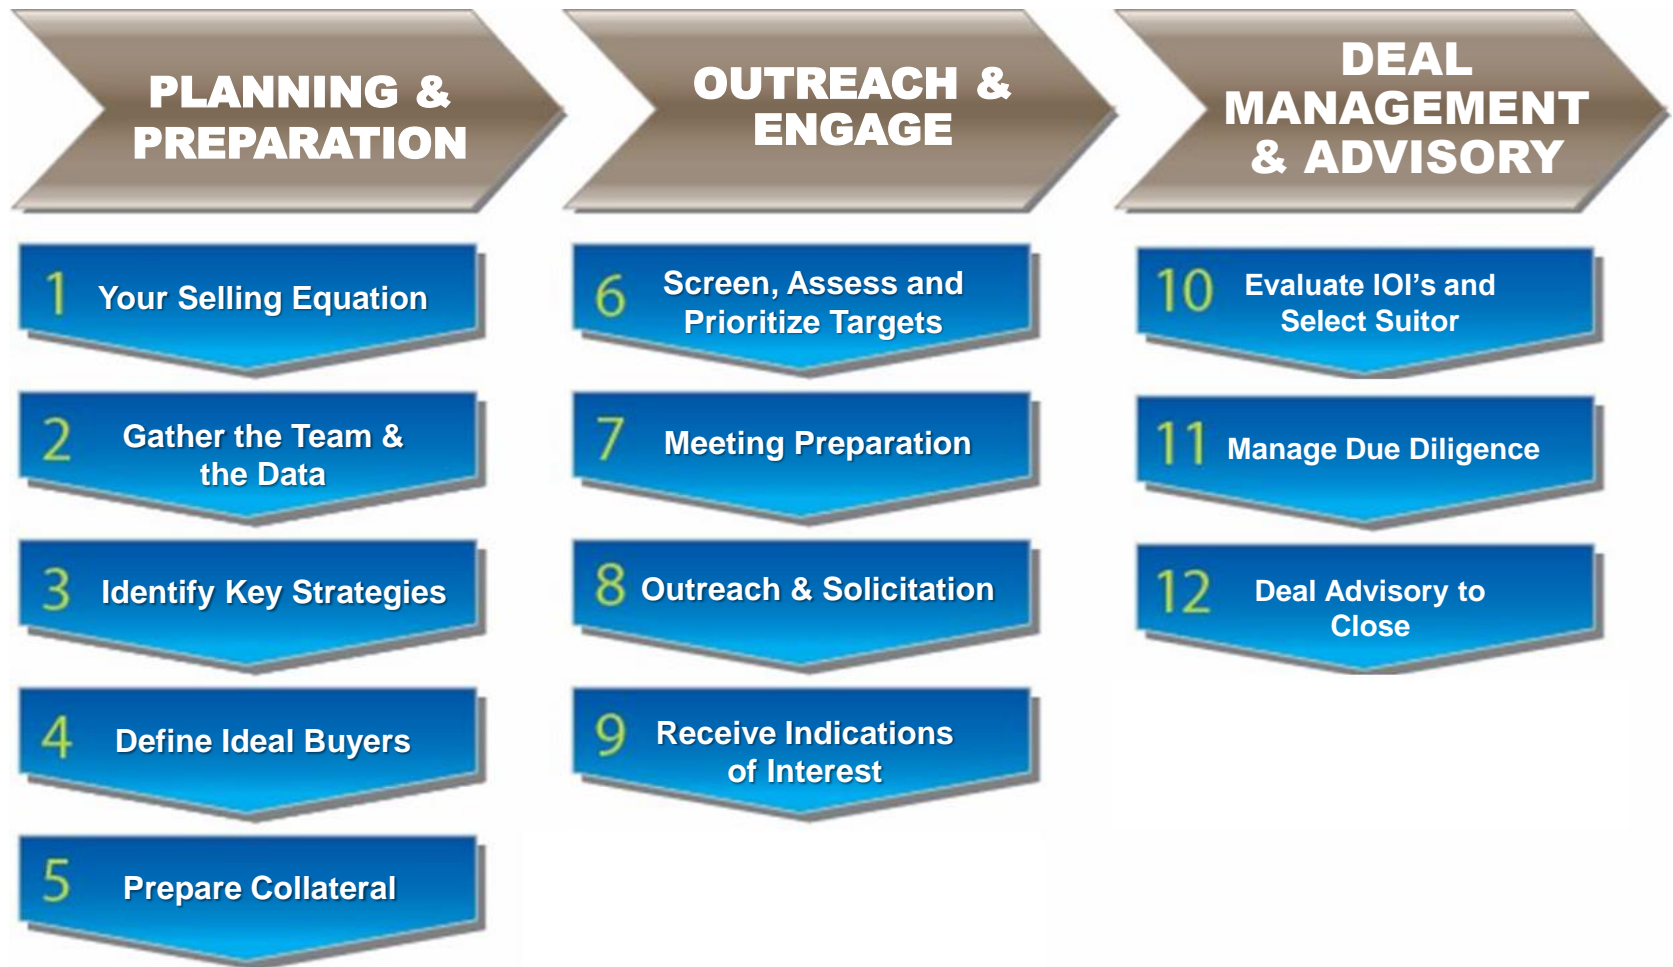 PLANNING &
PREPARATION
1 Your Selling Equation
2 Gather the Team &
the Data
3 Identify Key Strategies
4 Define Ideal Buyers
5 Prepare Collateral
OUTREACH &
ENGAGE
6 Screen, Assess and
Prioritize Targets
7 Meeting Preparation
8 Outreach & Solicitation
9 Receive Indications
of Interest
DEAL
MANAGEMENT
& ADVISORY
10 Evaluate IOI’s and
Select Suitor
11 Manage Due Diligence
12 Deal Advisory to
Close